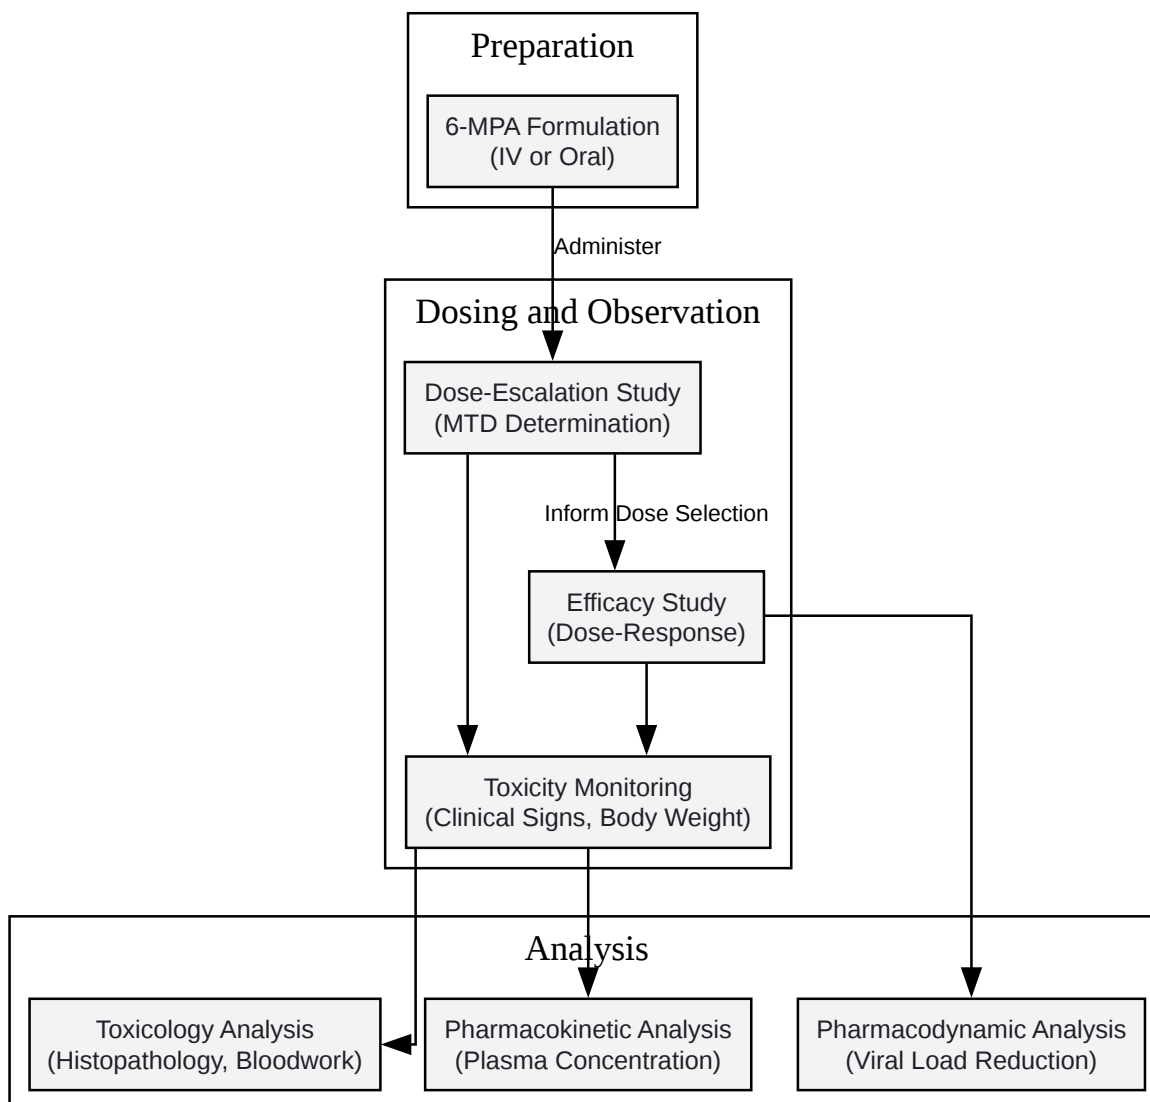 Preparation
6-MPA Formulation
(IV or Oral)
Administer
Dosing and Observation
Dose-Escalation Study
(MTD Determination)
Inform Dose Selection
Efficacy Study
(Dose-Response)
Toxicity Monitoring
(Clinical Signs, Body Weight)
Analysis
Toxicology Analysis
(Histopathology, Bloodwork)
Pharmacokinetic Analysis
(Plasma Concentration)
Pharmacodynamic Analysis
(Viral Load Reduction)